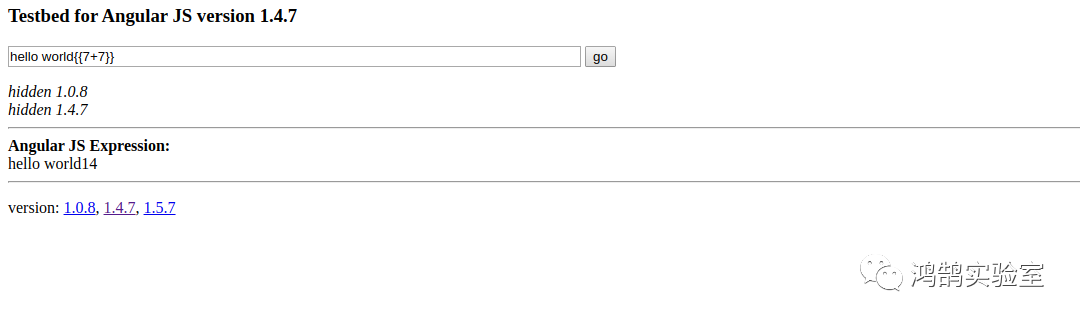 Testbed for Angular JS version 1.4.7
hello world{{7+7}} go
hidden 1.0.8
hidden 1.4.7
Angular JS Expression:
hello world14
version: 1.0.8, 1.4.7, 1.5.7
鸿鹄实验室